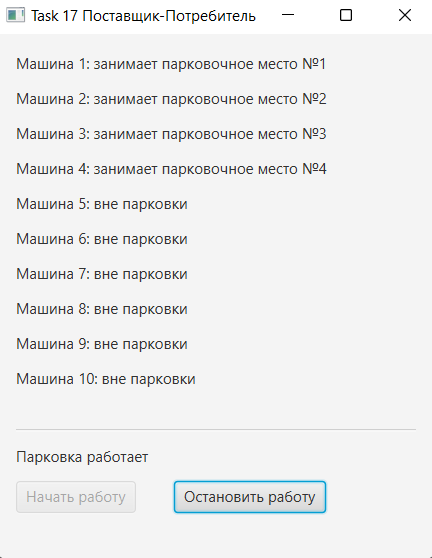 Task 17 Поставщик-Потребитель
Машина 1: занимает парковочное место №1
Машина 2: занимает парковочное место №2
Машина 3: занимает парковочное место №3
Машина 4: занимает парковочное место №4
Машина 5: вне парковки
Машина 6: вне парковки
Машина 7: вне парковки
Машина 8: вне парковки
Машина 9: вне парковки
Машина 10: вне парковки
Парковка работает
Начать работу Остановить работу